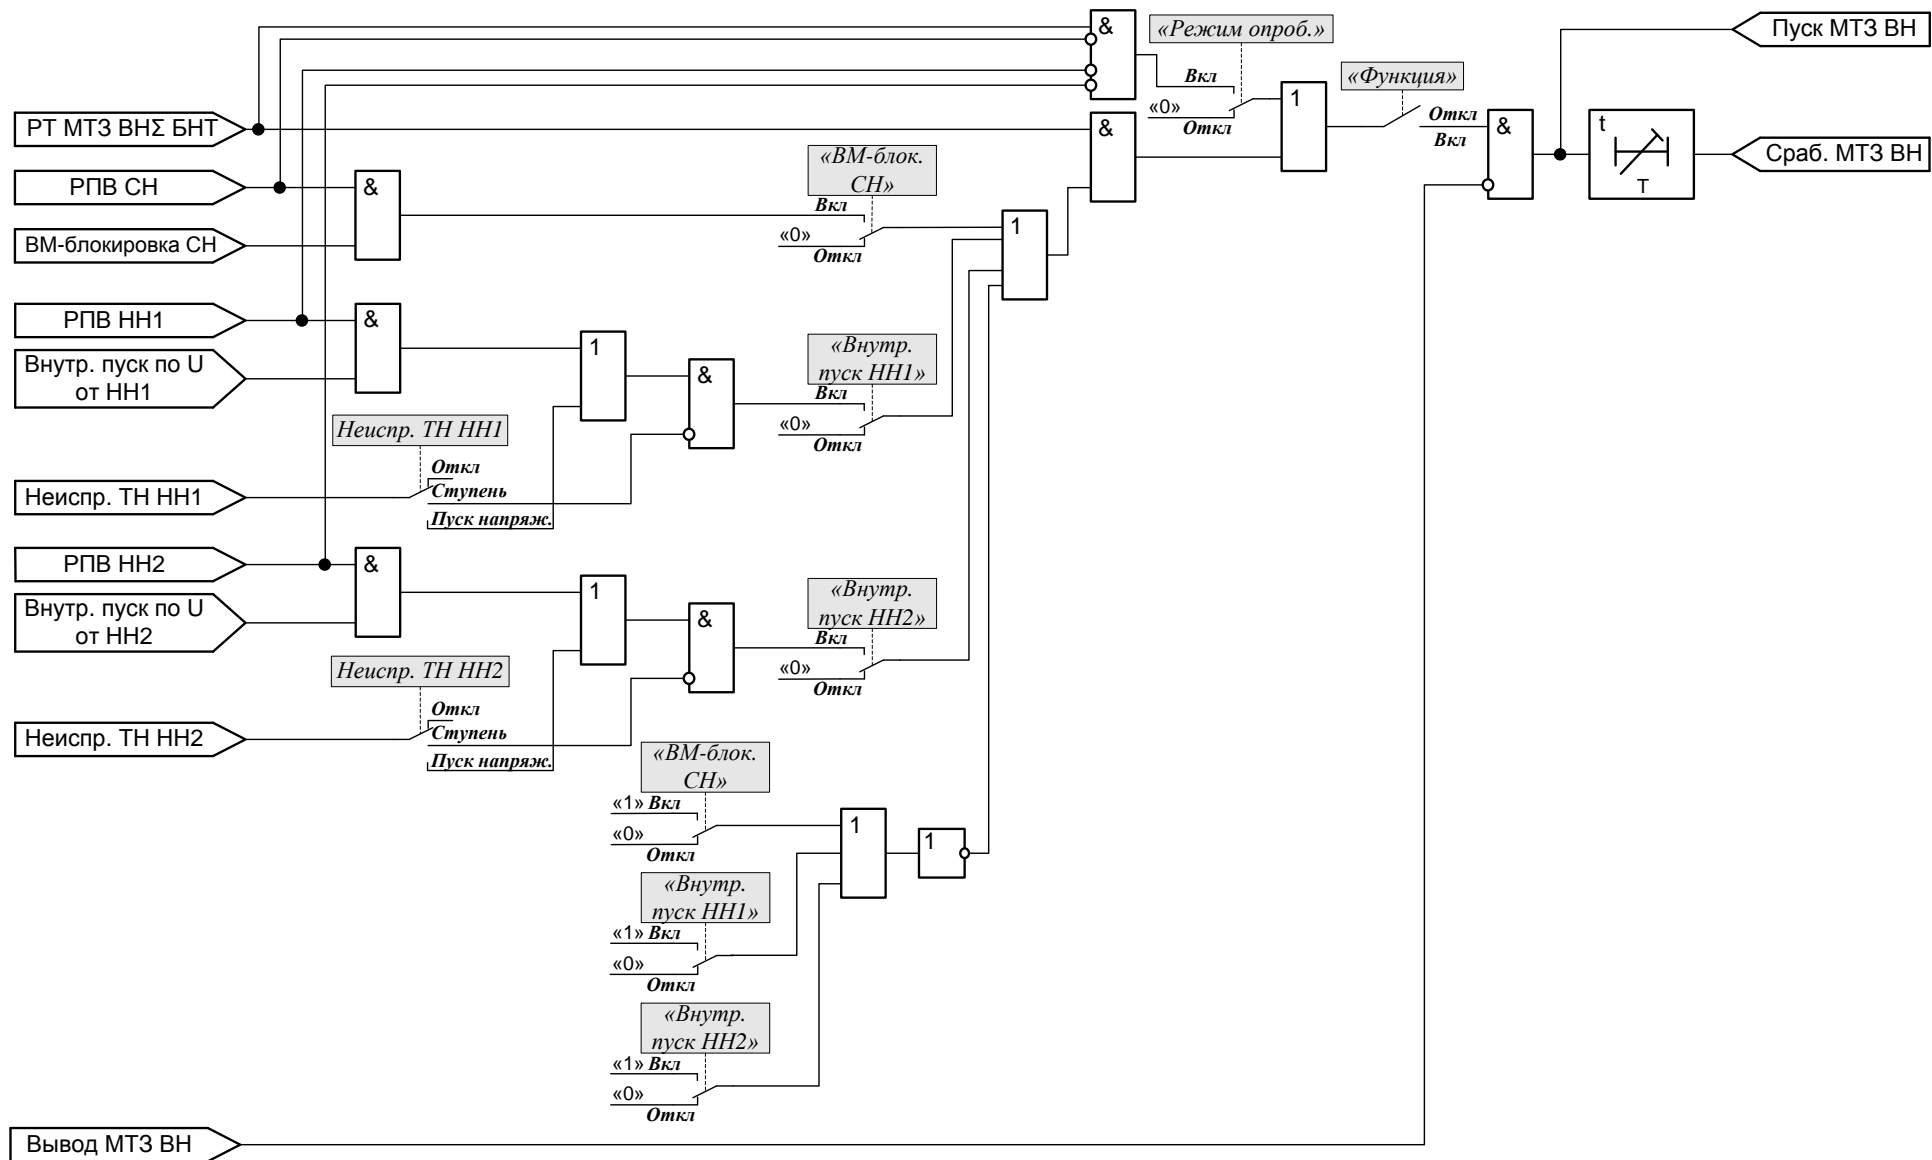 &
«Режим опроб.»
Пуск МТЗ ВН
Вкл
«0»
Откл
1
«Функция»
Откл
Вкл
&
t
T
Сраб. МТЗ ВН
РТ МТЗ ВНΣ БНТ
&
РПВ СН
&
«ВМ-блок.
СН»
Вкл
«0»
Откл
1
ВМ-блокировка СН
РПВ НН1
&
1
Внутр. пуск по U
от НН1
&
«Внутр.
пуск НН1»
Вкл
«0»
Откл
Неиспр. ТН НН1
Откл
Ступень
Пуск напряж.
Неиспр. ТН НН1
РПВ НН2
&
1
Внутр. пуск по U
от НН2
&
«Внутр.
пуск НН2»
Вкл
«0»
Откл
Неиспр. ТН НН2
Откл
Ступень
Пуск напряж.
Неиспр. ТН НН2
«ВМ-блок.
СН»
«1» Вкл
«0»
Откл
1
1
«Внутр.
пуск НН1»
«1» Вкл
«0»
Откл
«Внутр.
пуск НН2»
«1» Вкл
«0»
Откл
Вывод МТЗ ВН